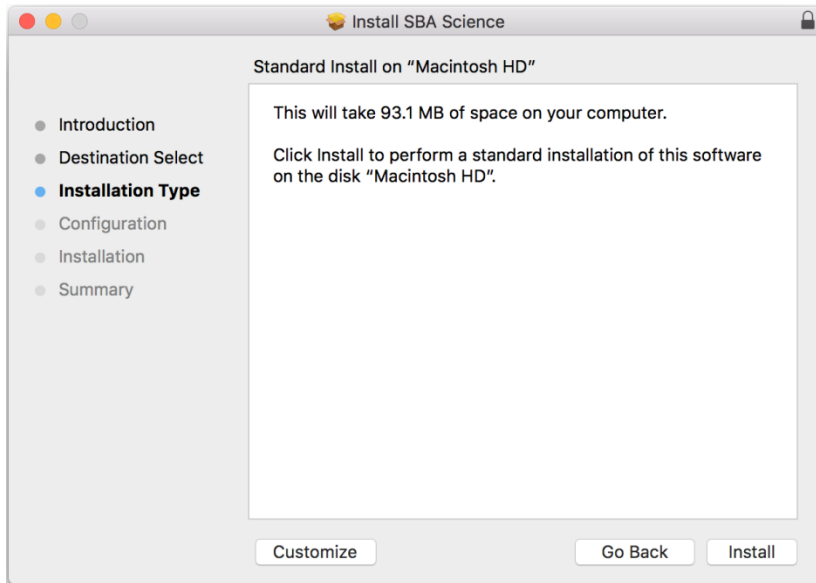 Install SBA Science
Standard Install on “Macintosh HD”
Introduction
Destination Select
Installation Type
Configuration
Installation
Summary
This will take 93.1 MB of space on your computer.
Click Install to perform a standard installation of this software
on the disk “Macintosh HD”.
Customize
Go Back
Install